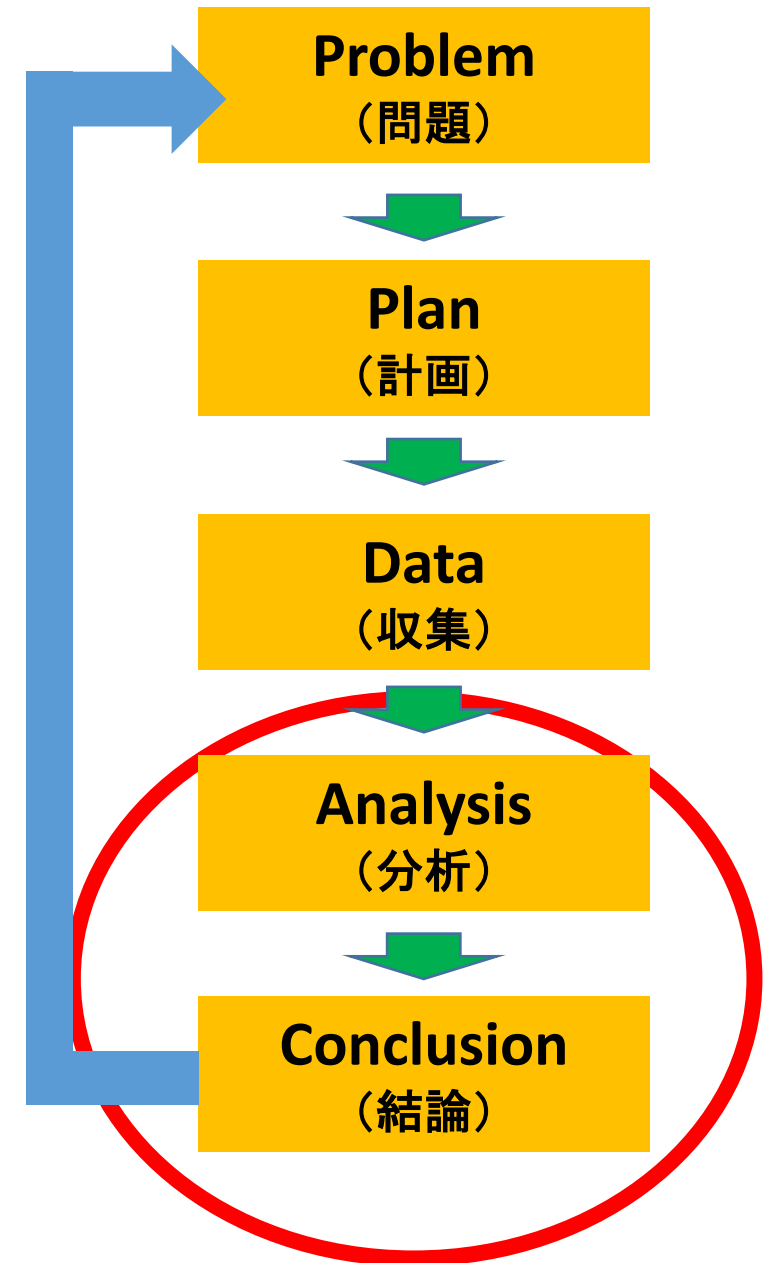 Problem
（問題）
Plan
（計画）
Data
（収集）
Analysis
（分析）
Conclusion
（結論）